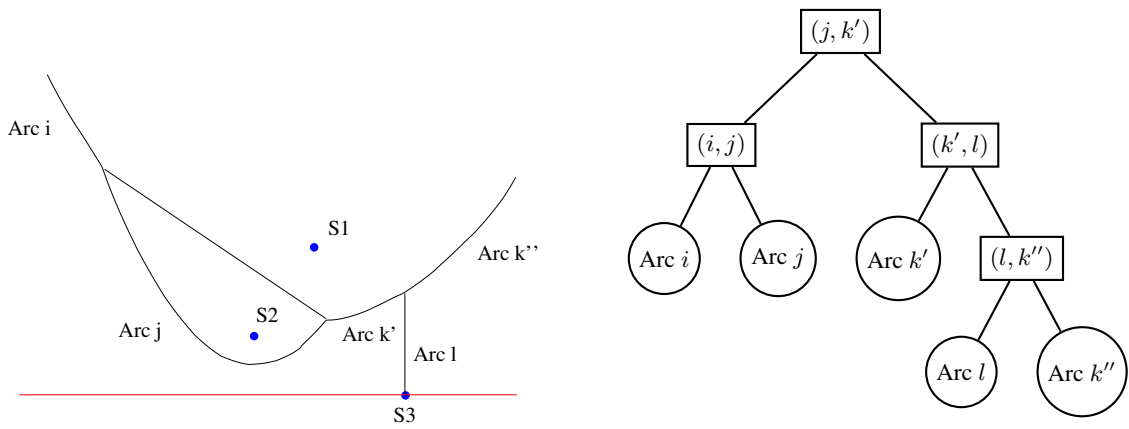 Arc i
S1
Arc k’’
S2
Arc j
Arc k’
Arc l
S3
(j, k′)
(i, j)
(k′, l)
Arc i
Arc j
Arc k′
(l, k′′)
Arc l
Arc k′′